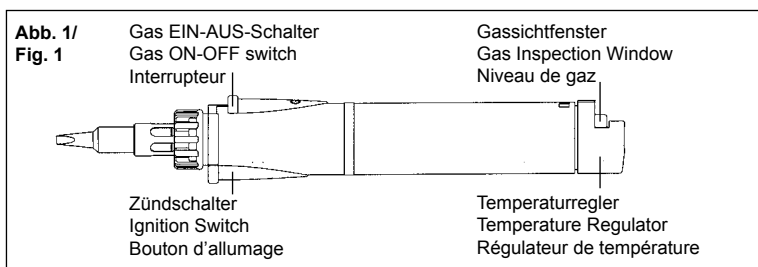 Abb. 1/
Fig. 1
Gas EIN-AUS-Schalter
Gas ON-OFF switch
Interrupteur
Gassichtfenster
Gas Inspection Window
Niveau de gaz
Zündschalter
Ignition Switch
Bouton d'allumage
Temperaturregler
Temperature Regulator
Régulateur de température